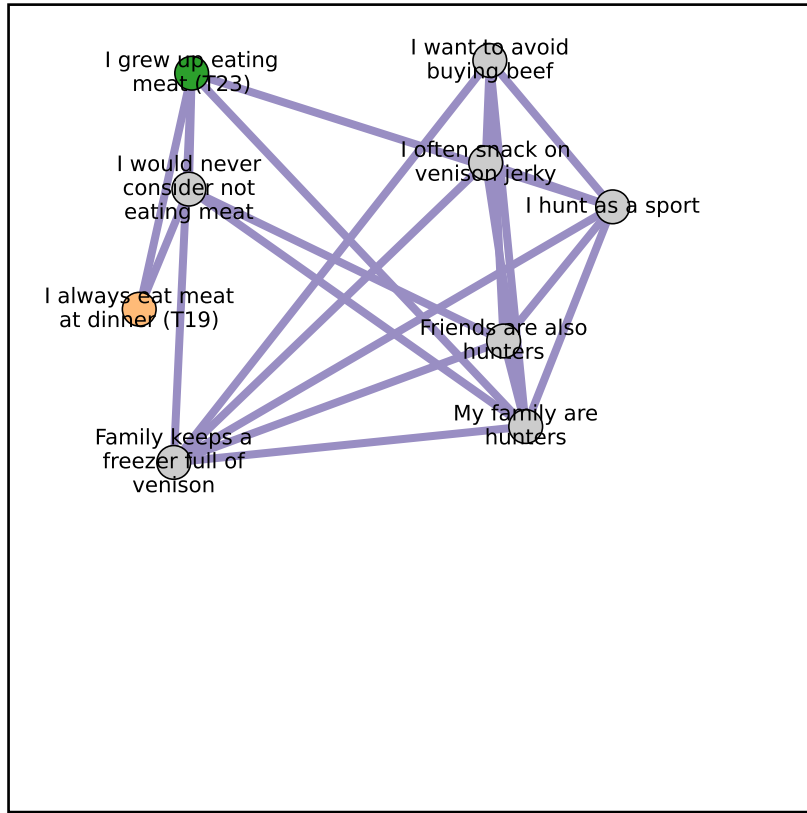 I grew up eating
meat (T23)
I want to avoid
buying beef
I often snack on
venison jerky
I would never
consider not
eating meat
I hunt as a sport
I always eat meat
at dinner (T19)
Friends are also
hunters
My family are
hunters
Family keeps a
freezer full of
venison